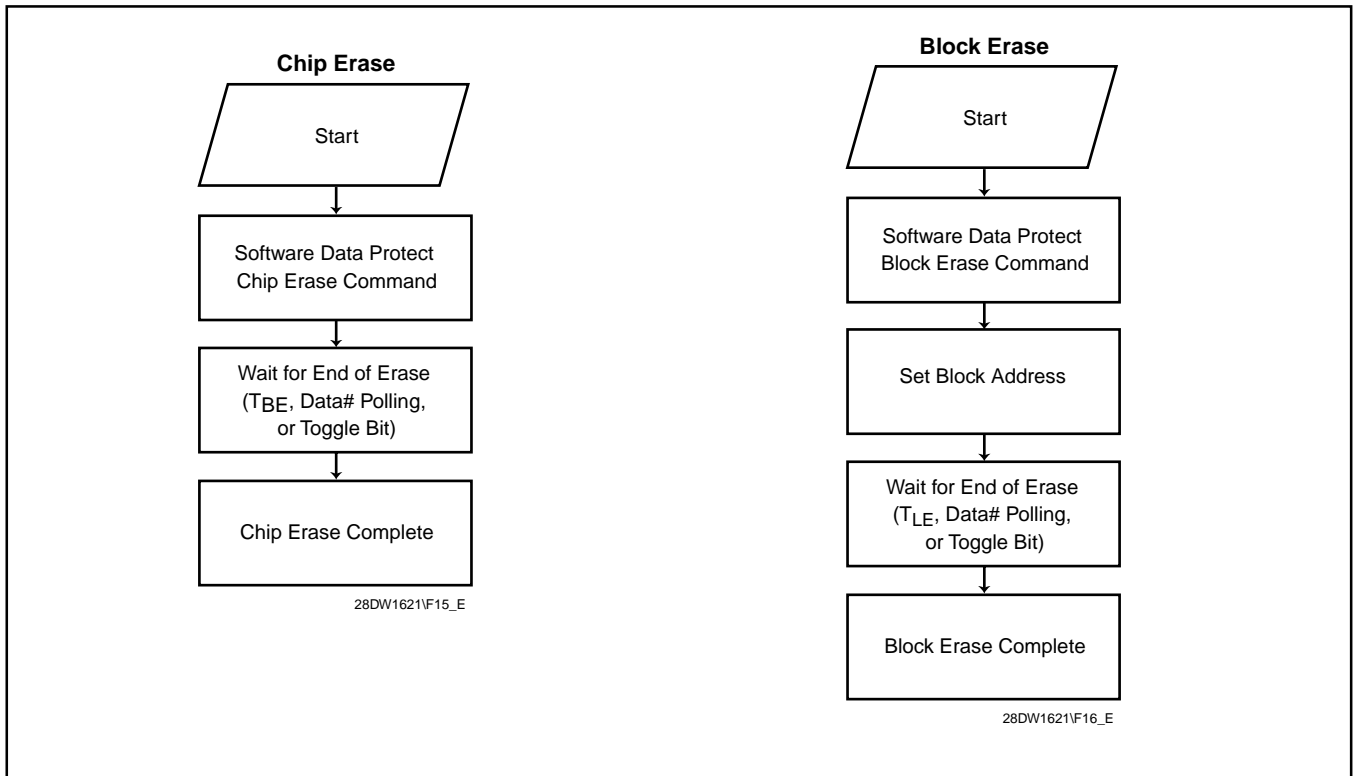 Chip Erase
Start
Software Data Protect
Chip Erase Command
Wait for End of Erase
(TBE, Data# Polling,
or Toggle Bit)
Chip Erase Complete
28DW1621\F15_E
Block Erase
Start
Software Data Protect
Block Erase Command
Set Block Address
Wait for End of Erase
(TLE, Data# Polling,
or Toggle Bit)
Block Erase Complete
28DW1621\F16_E